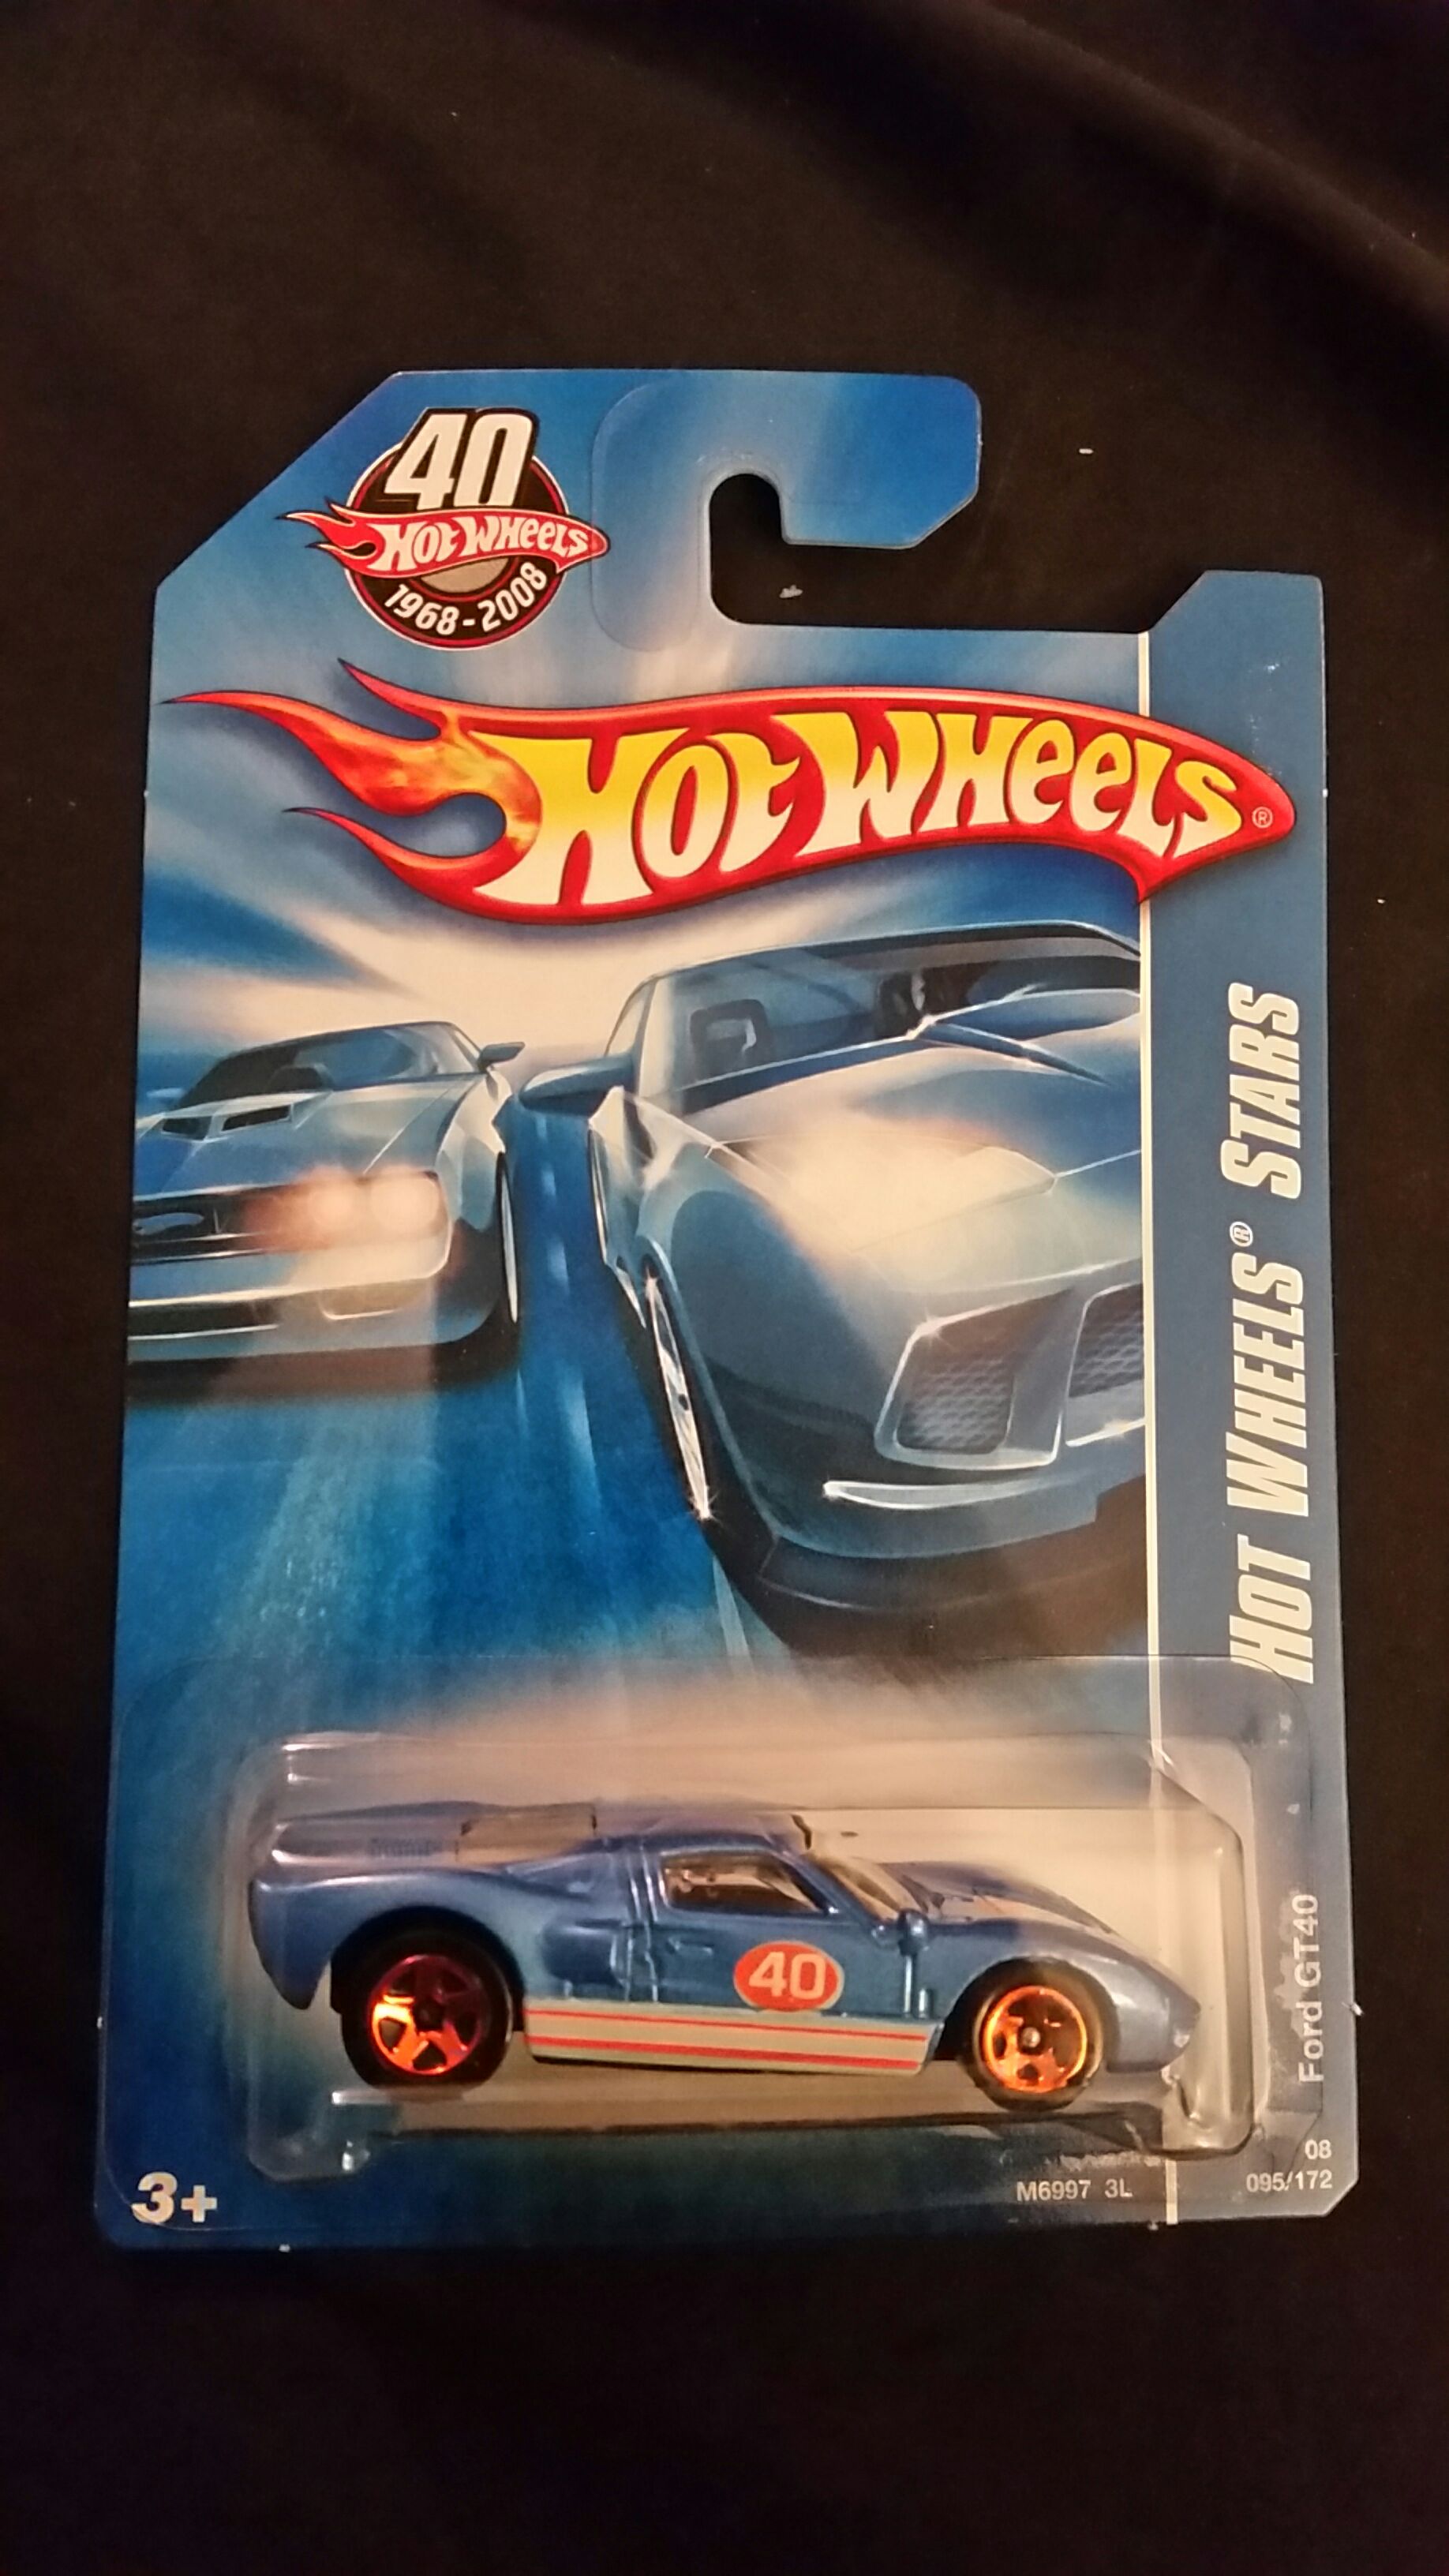 40
HOT WHEELS
1968-2008
HOT WHEELS®
HOT WHEELS® STARS
40
Ford GT40
3+
M6997 3L
08
095/172